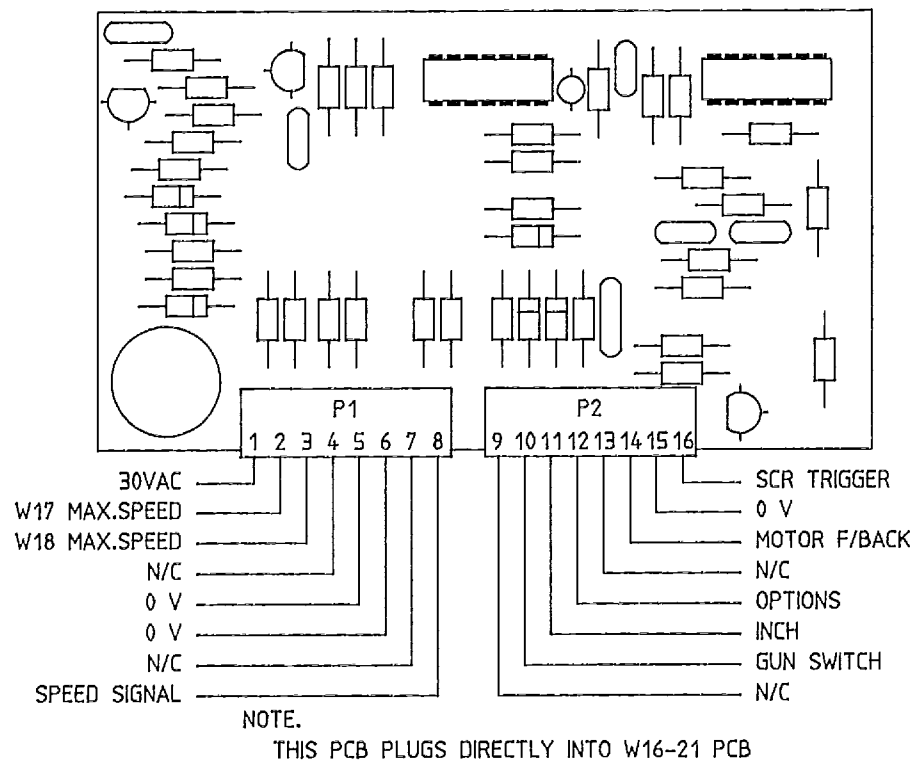 P1
P2
1 2 3 4 5 6 7 8
9 10 11 12 13 14 15 16
30VAC
W17 MAX.SPEED
W18 MAX.SPEED
N/C
0 V
0 V
N/C
SPEED SIGNAL
SCR TRIGGER
0 V
MOTOR F/BACK
N/C
OPTIONS
INCH
GUN SWITCH
N/C
NOTE.
THIS PCB PLUGS DIRECTLY INTO W16-21 PCB